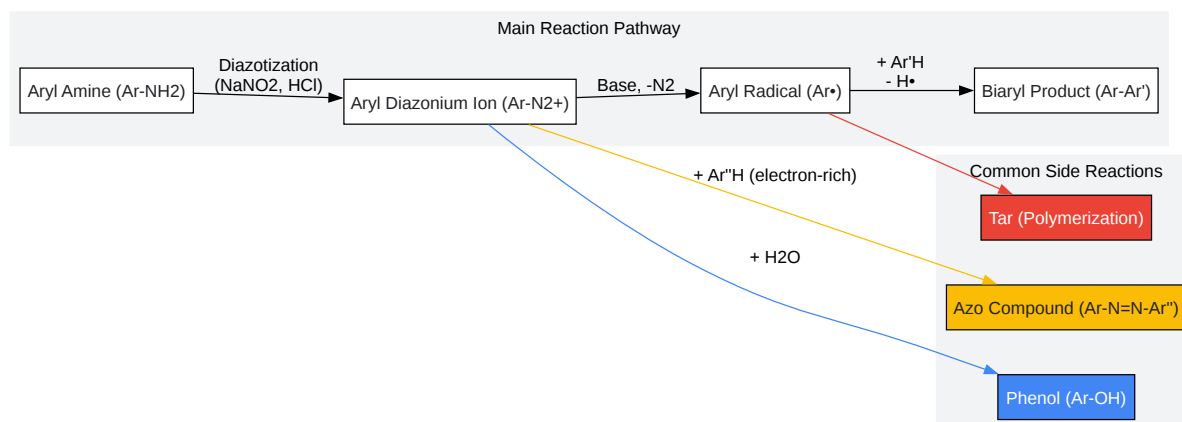 Main Reaction Pathway
Aryl Amine (Ar-NH2)
Diazotization
(NaNO2, HCl)
Aryl Diazonium Ion (Ar-N2+)
Base, -N2
Aryl Radical (Ar•)
+ Ar'H
- H•
Biaryl Product (Ar-Ar')
Common Side Reactions
+ Ar"H (electron-rich)
Tar (Polymerization)
+ H2O
Azo Compound (Ar-N=N-Ar")
Phenol (Ar-OH)